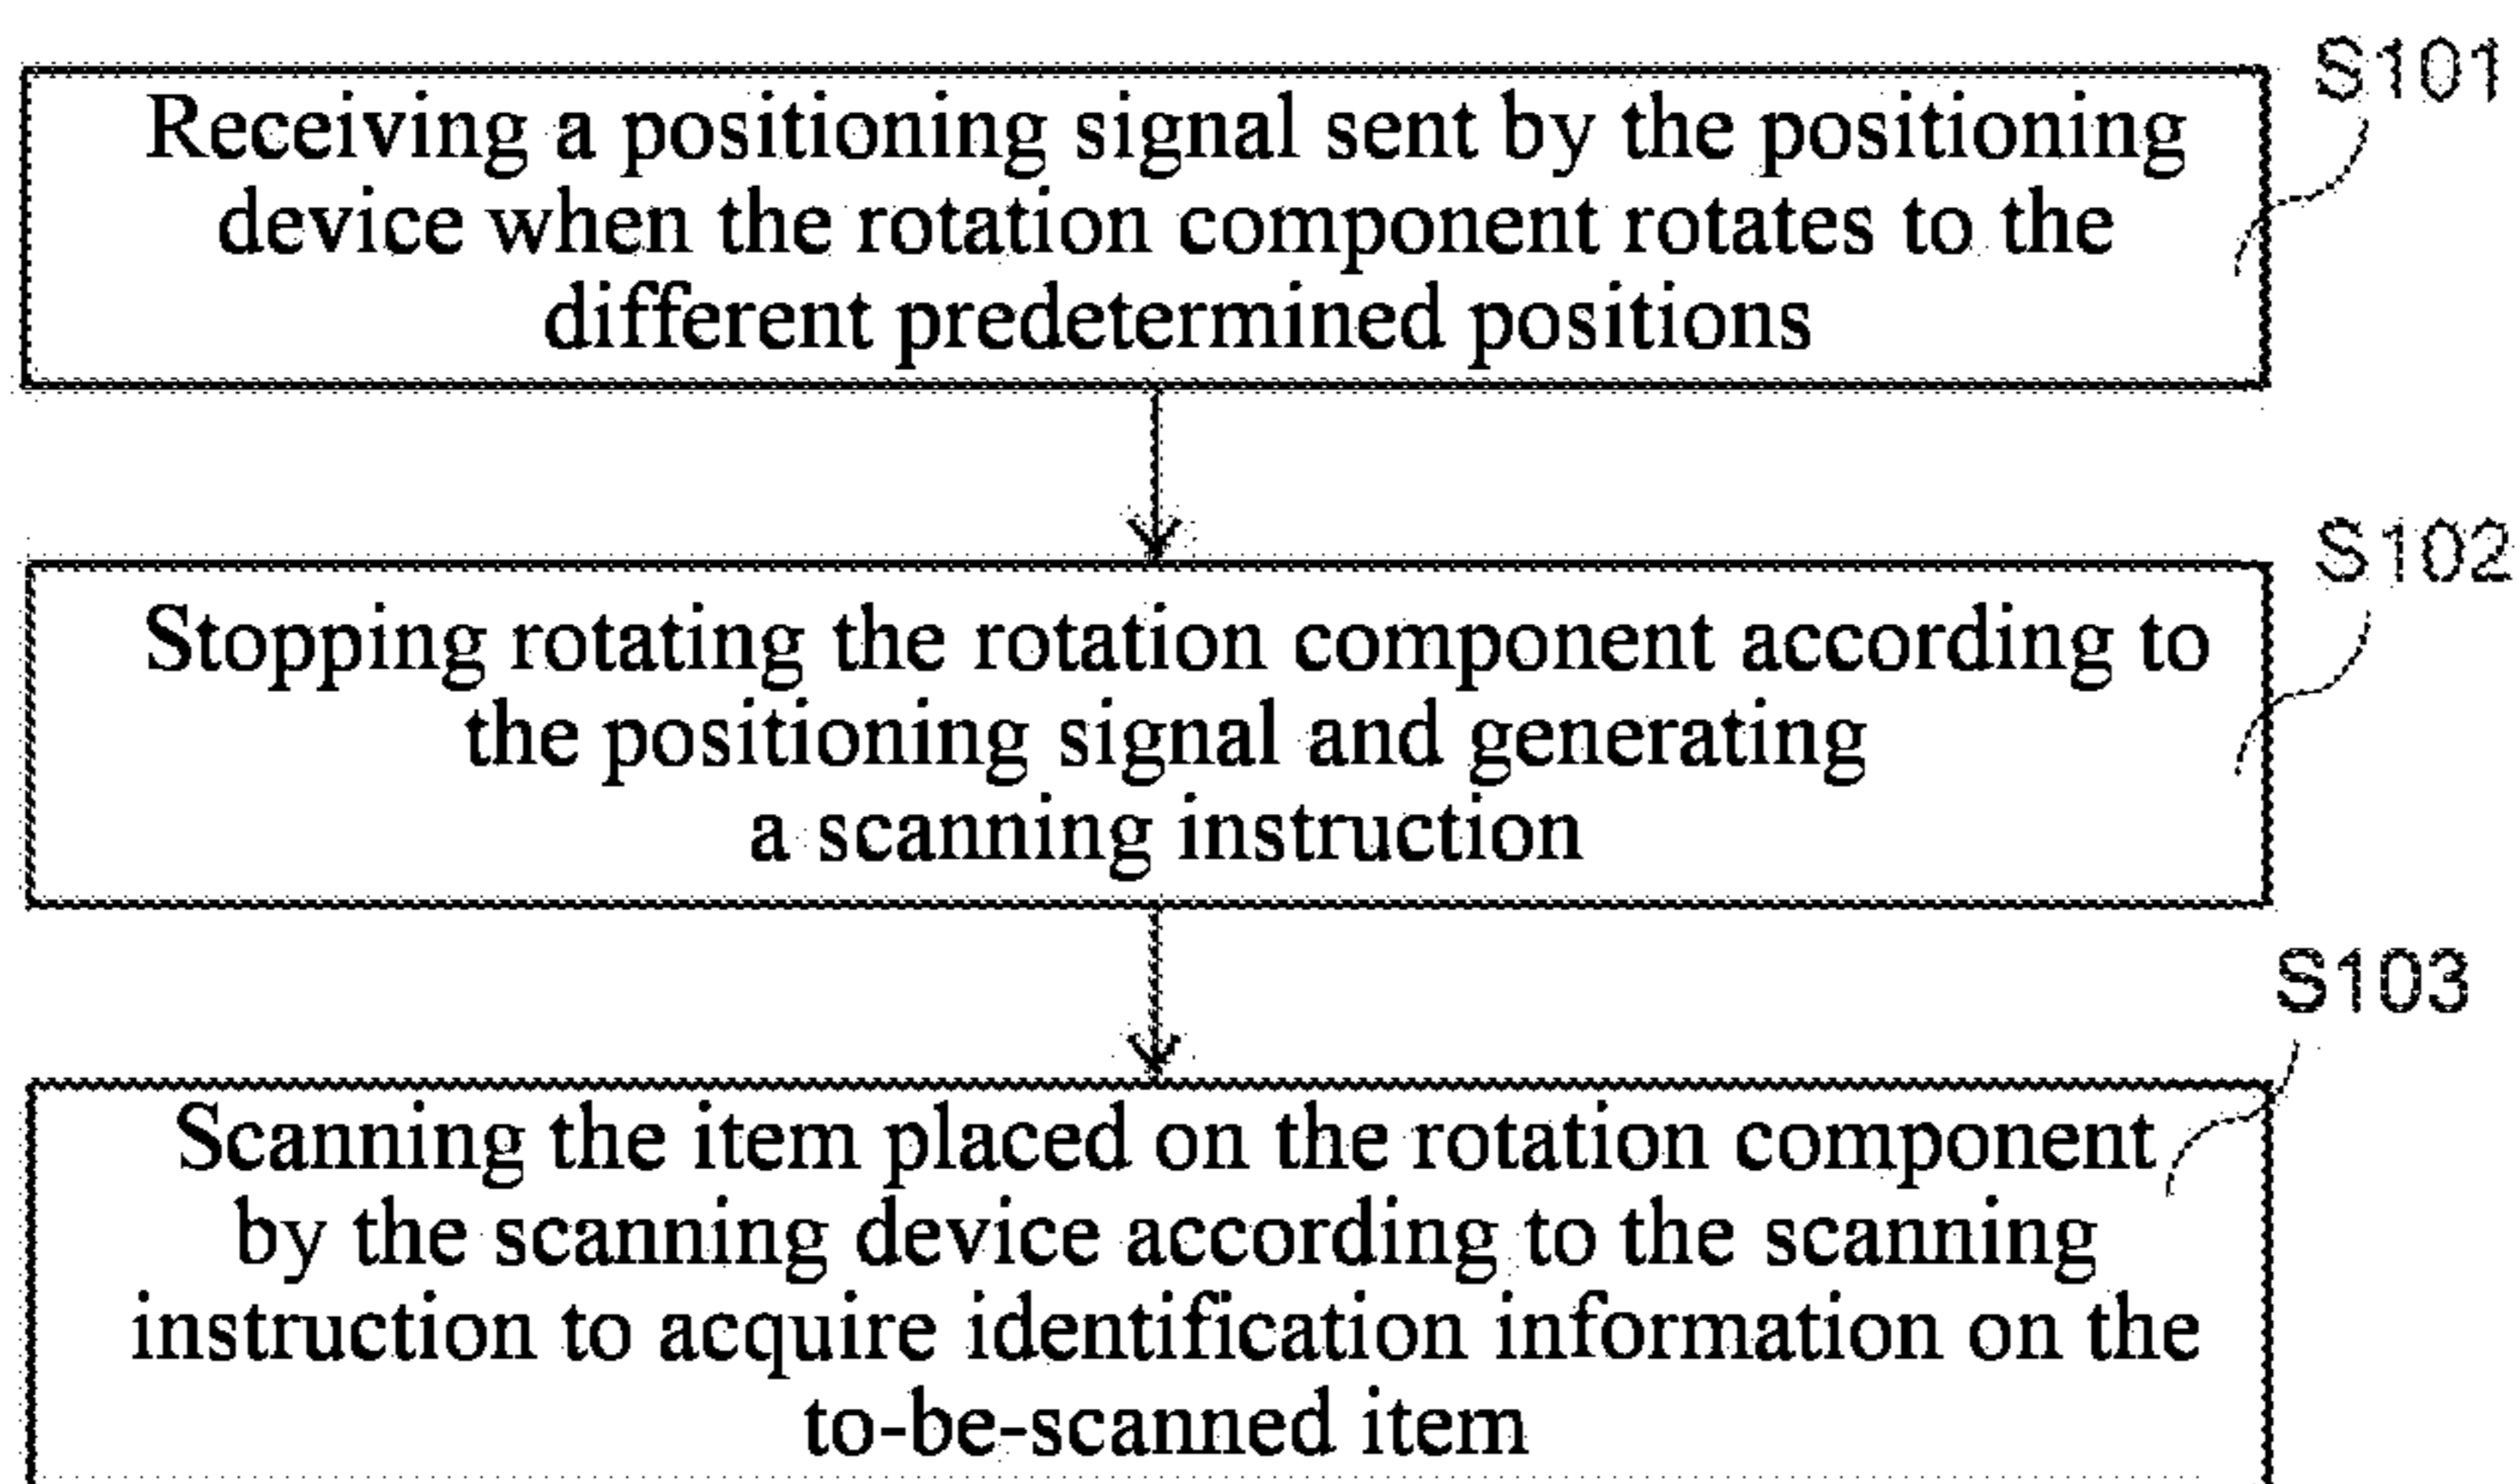 S101
Receiving a positioning signal sent by the positioning
device when the rotation component rotates to the
different predetermined positions
S102
Stopping rotating the rotation component according to
the positioning signal and generating
a scanning instruction
S103
Scanning the item placed on the rotation component
by the scanning device according to the scanning
instruction to acquire identification information on the
to-be-scanned item